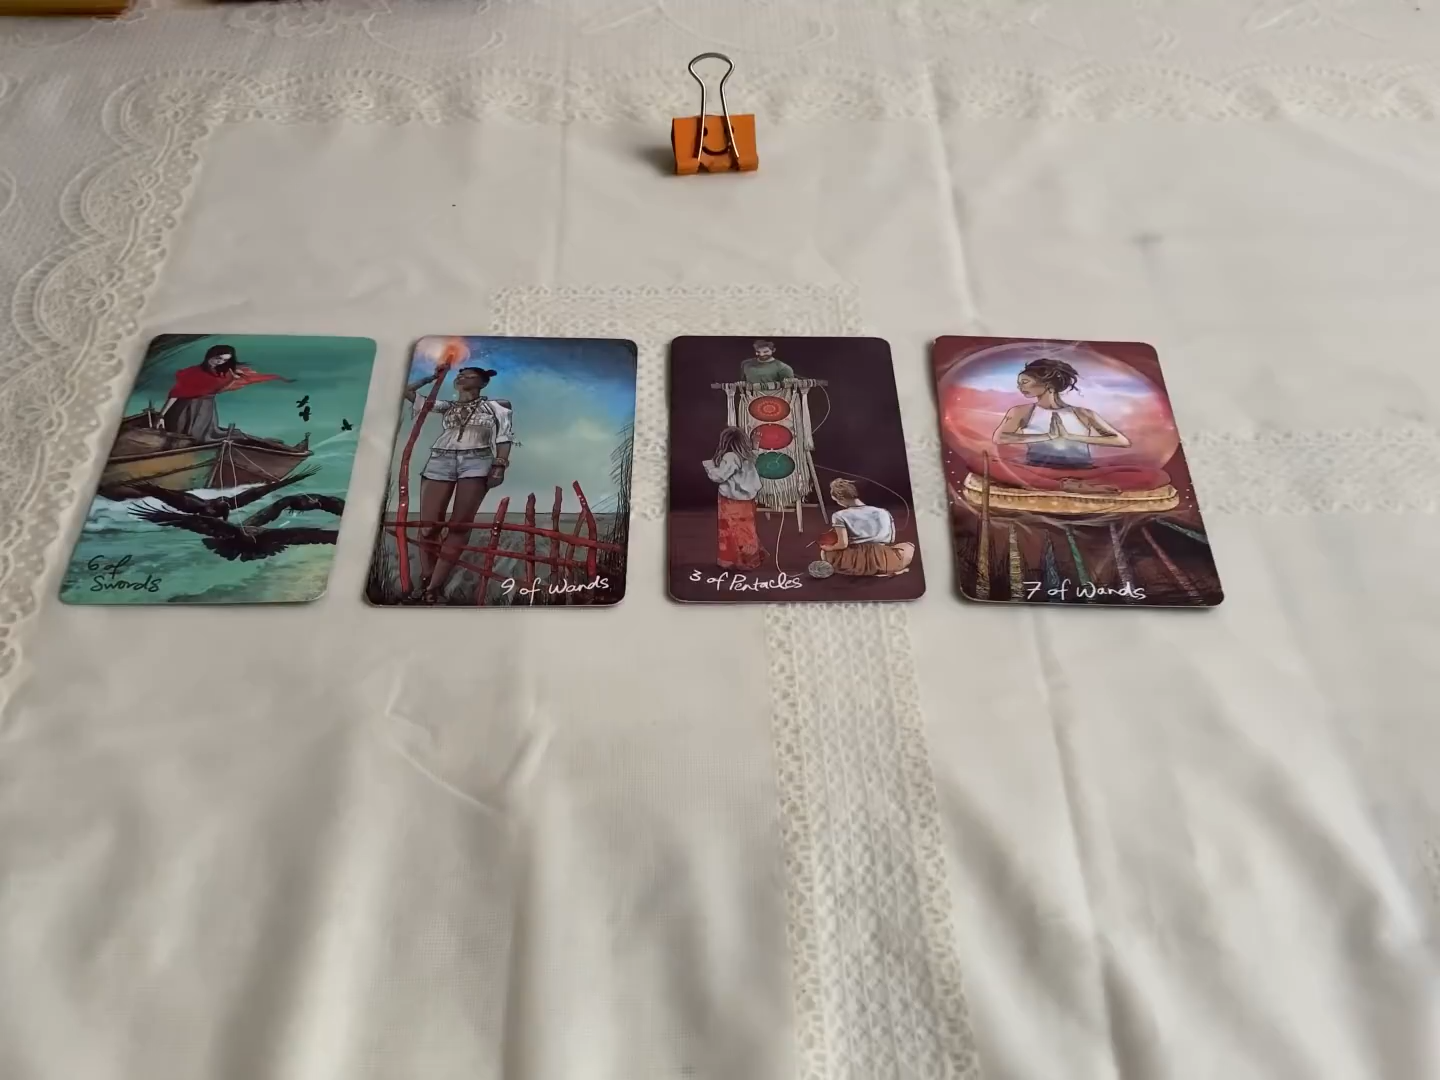 6 of
Swords
9 of Wands
3 of Pentacles
7 of Wands